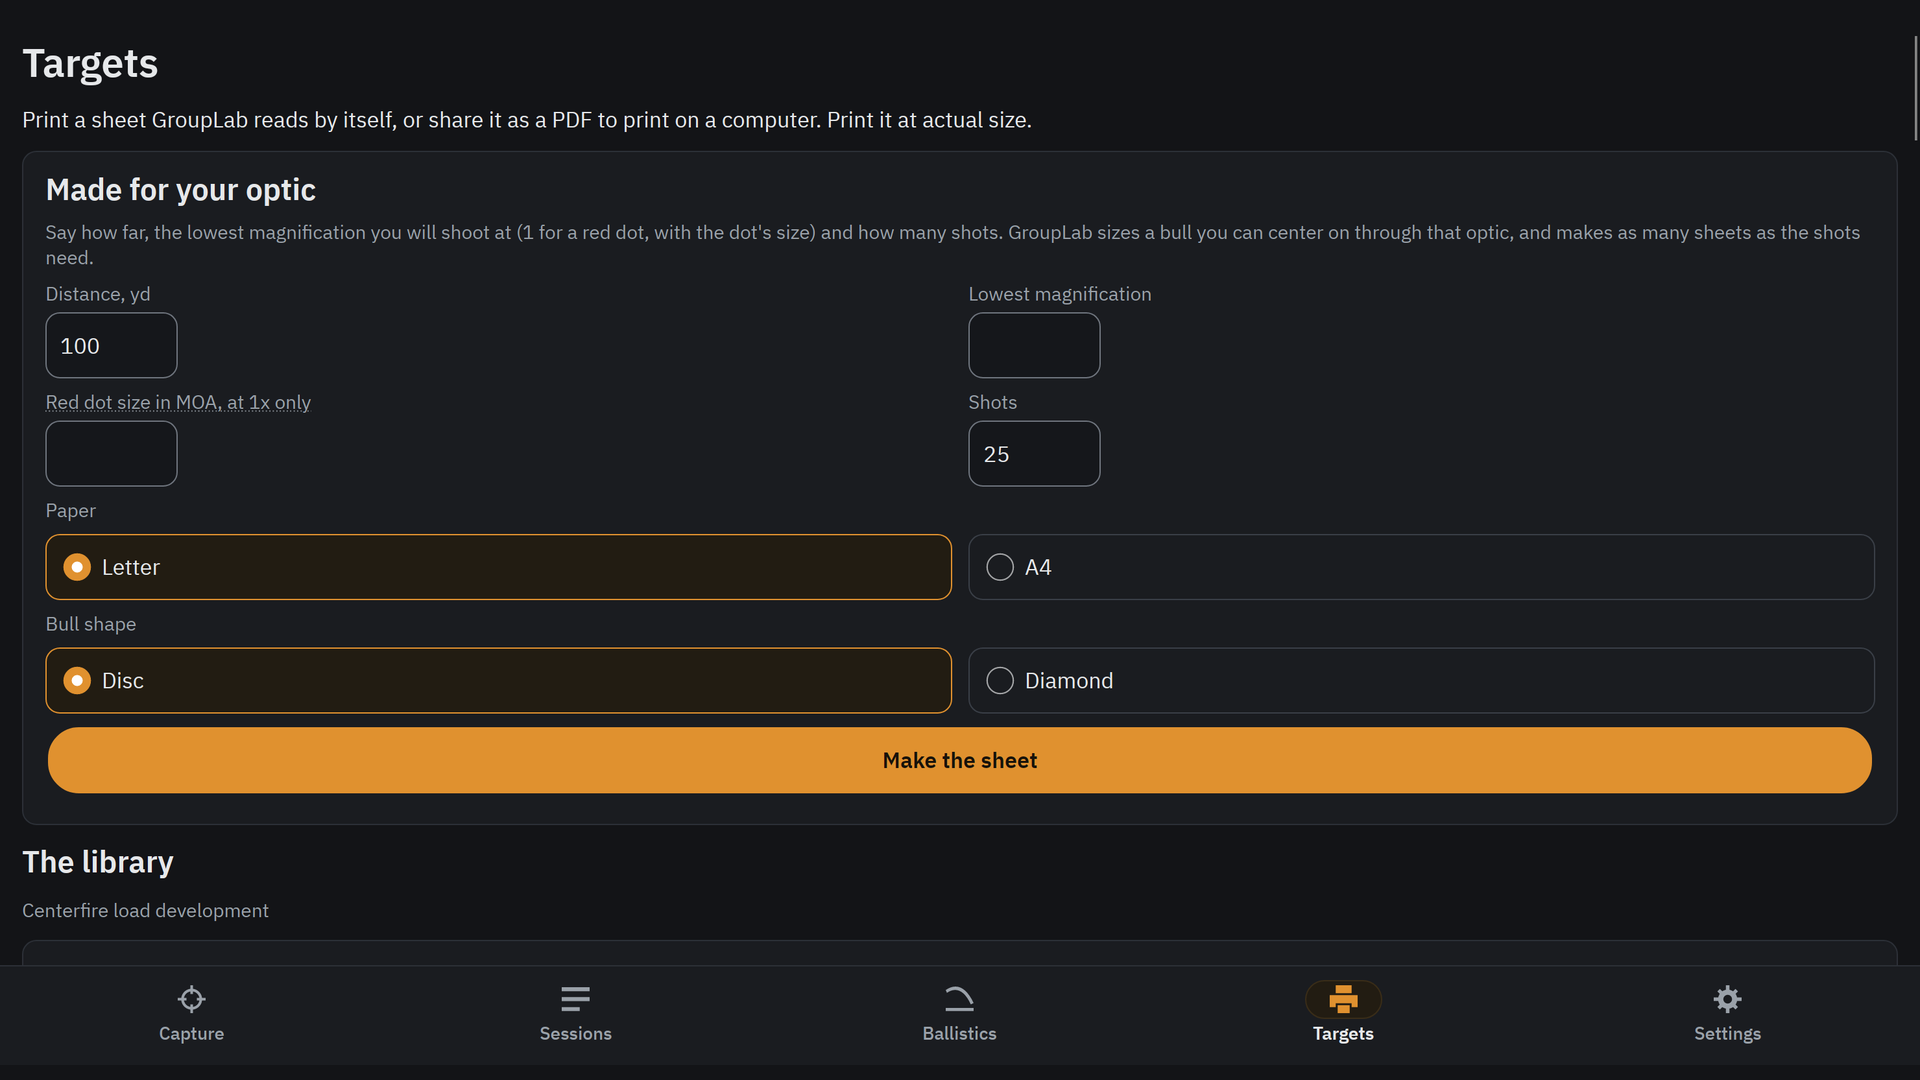 Targets
Print a sheet GroupLab reads by itself, or share it as a PDF to print on a computer. Print it at actual size.
Made for your optic
Say how far, the lowest magnification you will shoot at (1 for a red dot, with the dot's size) and how many shots. GroupLab sizes a bull you can center on through that optic, and makes as many sheets as the shots
need.
Distance, yd
Lowest magnification
100
Red dot size in MOA, at 1x only
Shots
25
Paper
Letter
A4
Bull shape
Disc
Diamond
Make the sheet
The library
Centerfire load development
Capture
Sessions
Ballistics
Targets
Settings